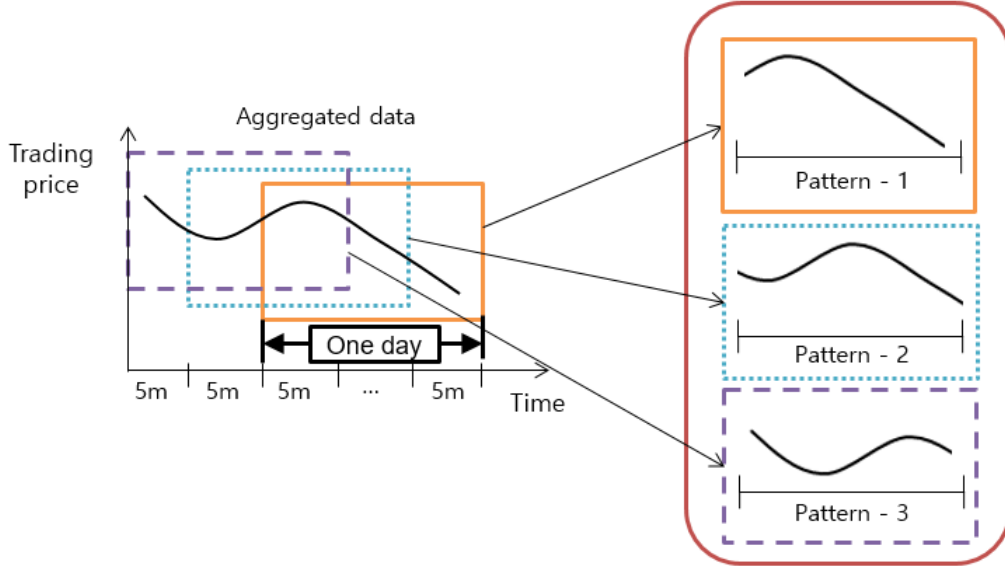 Aggregated data
Trading
price
One day
5m
5m
5m
...
5m
Time
Pattern - 1
Pattern - 2
Pattern - 3